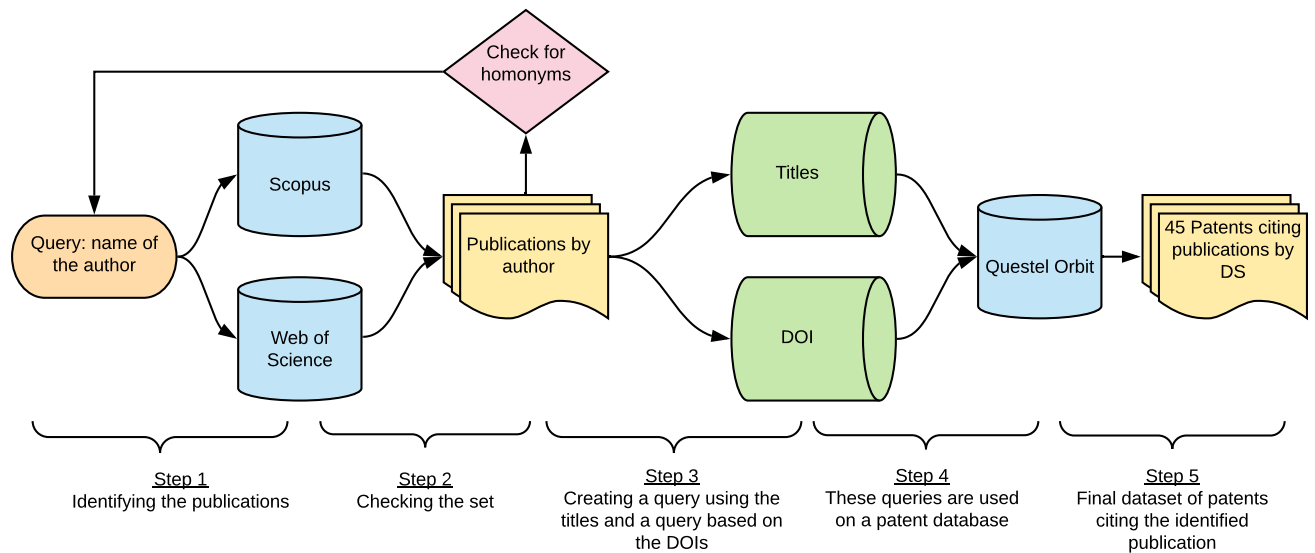 Check for
homonyms
Scopus
Titles
Query: name of
the author
Publications by
author
Questel Orbit
45 Patents citing
publications by
DS
Web of
Science
DOI
Step 1
Identifying the publications
Step 2
Checking the set
Step 3
Creating a query using the
titles and a query based on
the DOIs
Step 4
These queries are used
on a patent database
Step 5
Final dataset of patents
citing the identified
publication